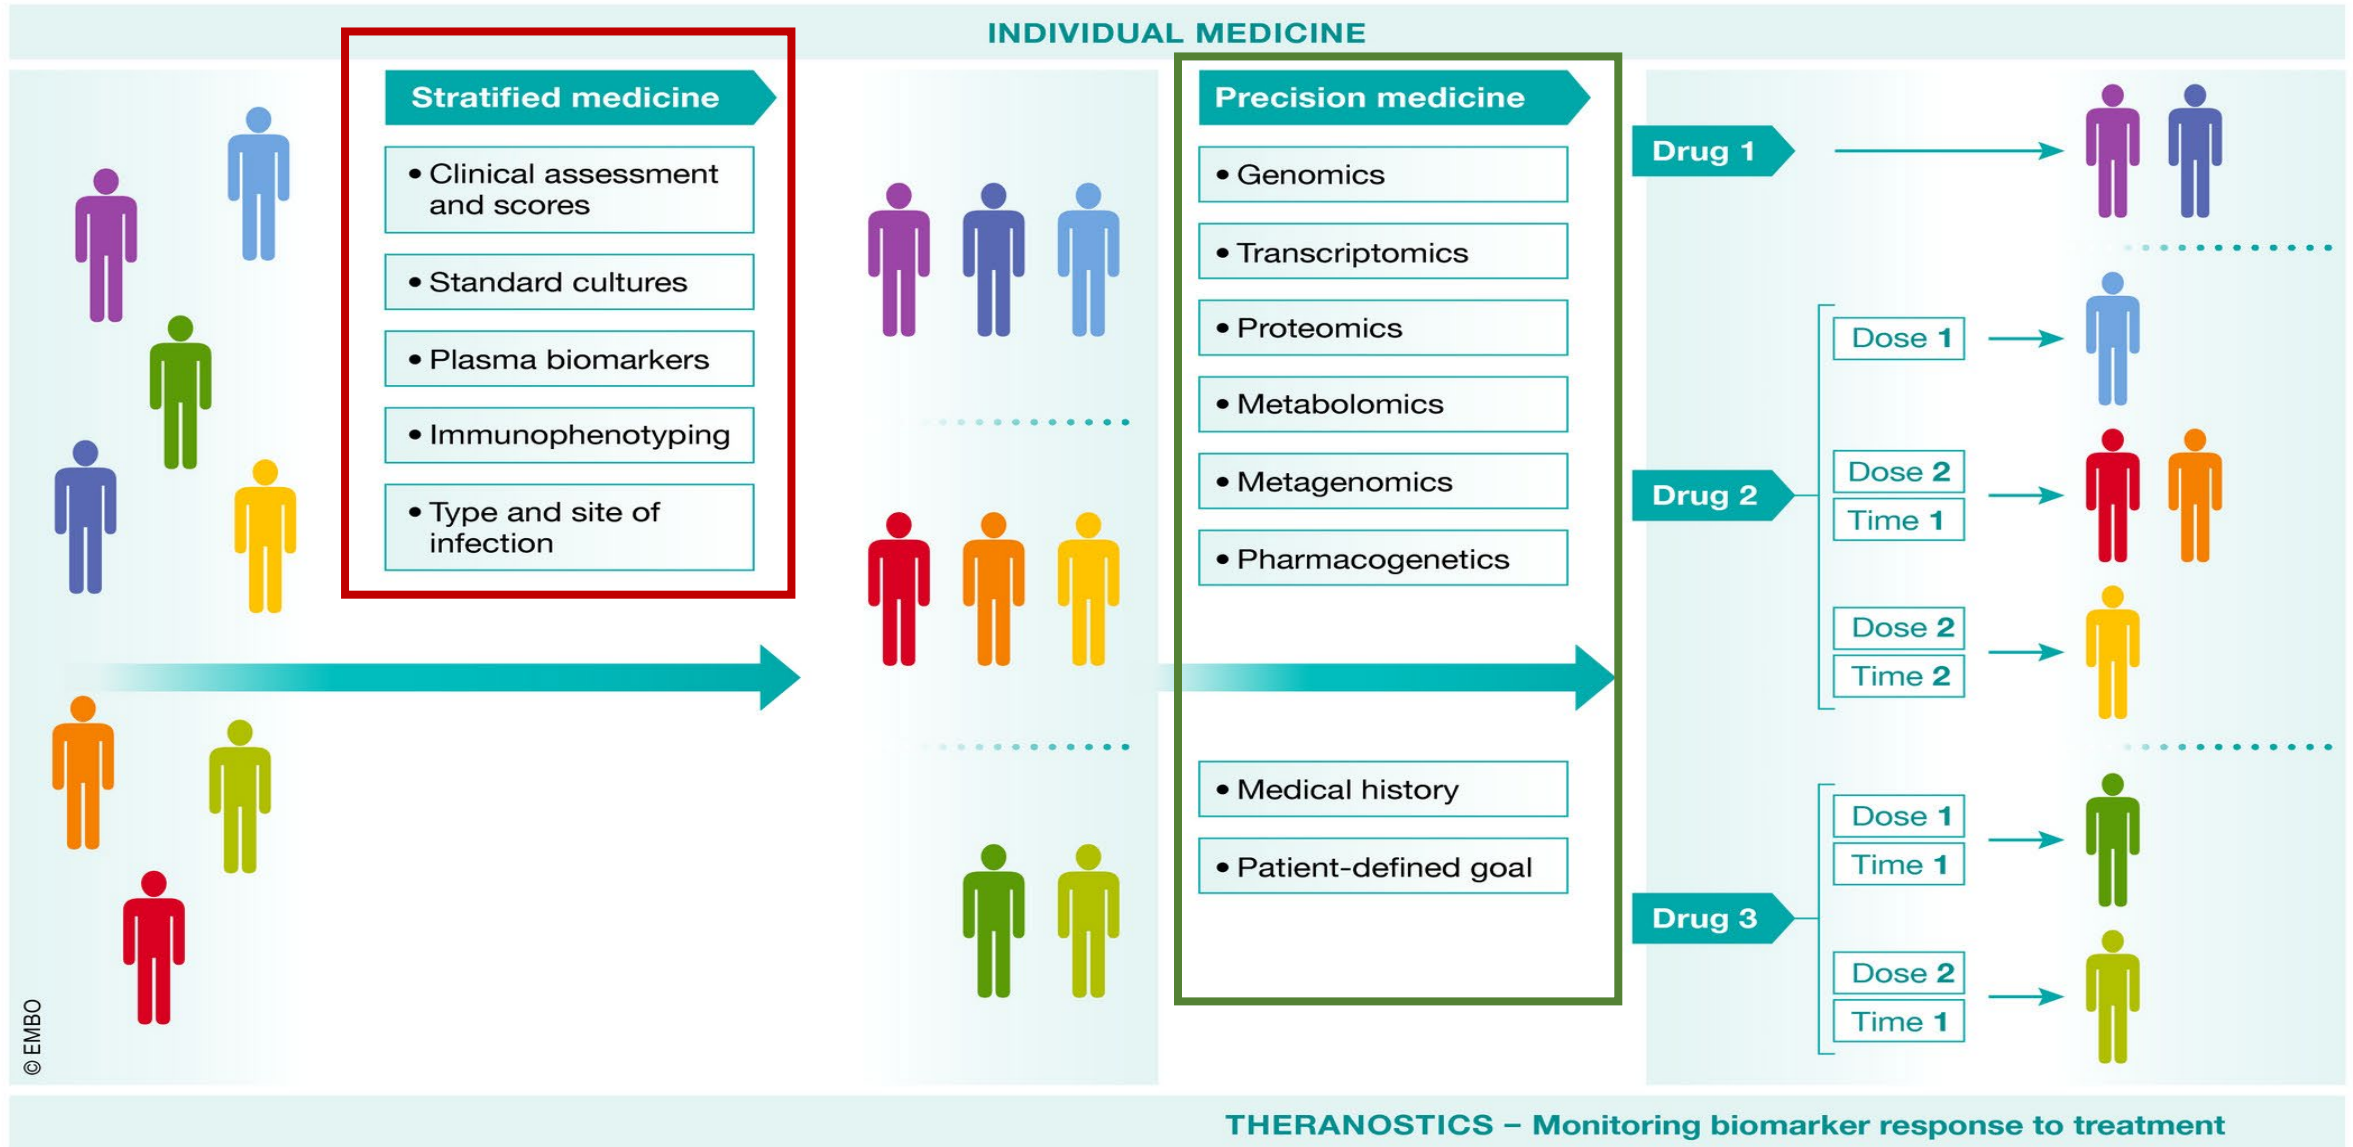 INDIVIDUAL MEDICINE
Stratified medicine
• Clinical assessment
and scores
• Standard cultures
• Plasma biomarkers
• Immunophenotyping
• Type and site of
infection
Precision medicine
• Genomics
• Transcriptomics
• Proteomics
• Metabolomics
• Metagenomics
• Pharmacogenetics
• Medical history
• Patient-defined goal
Drug 1
Drug 2
Dose 1
Dose 2
Time 1
Dose 2
Time 2
Drug 3
Dose 1
Time 1
Dose 2
Time 1
© EMBO
THERANOSTICS – Monitoring biomarker response to treatment